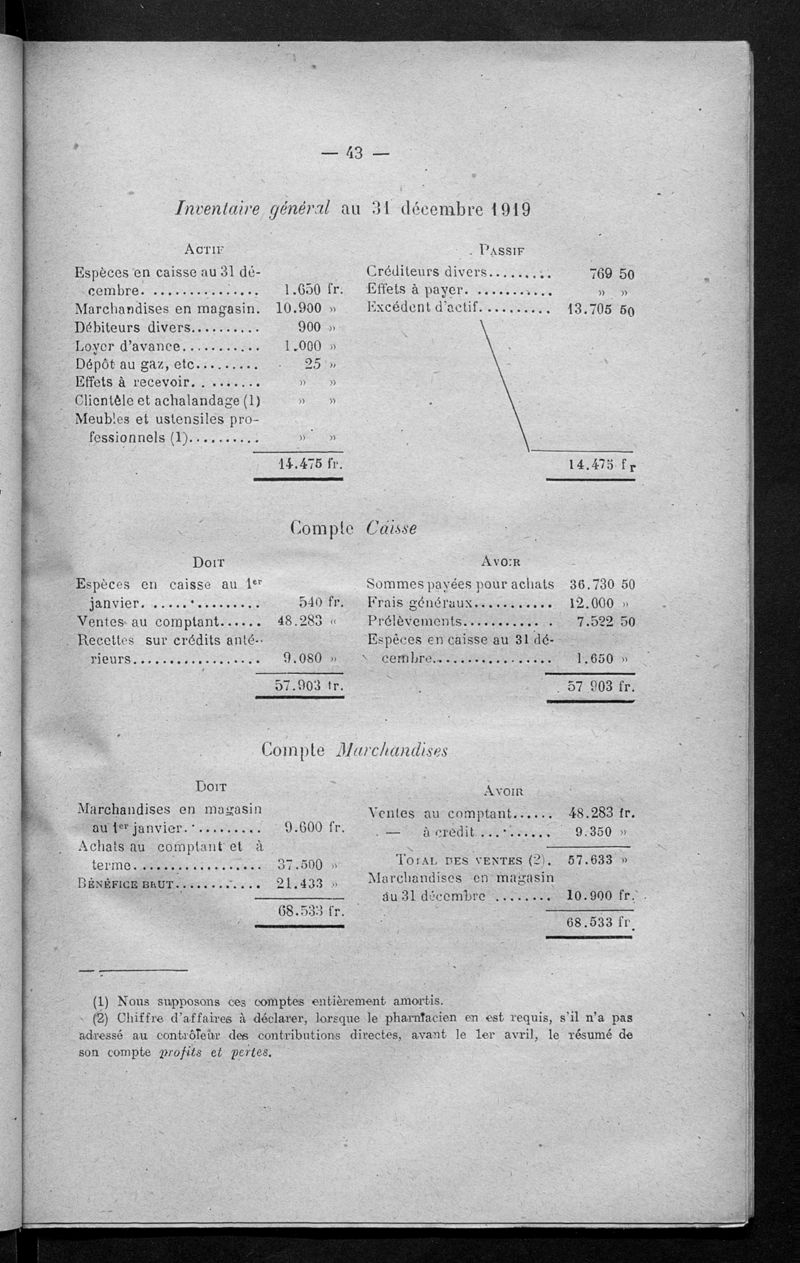 — 43 —
Inventaire général au 31 décembre 1919
ACTIF
Espèces en caisse au 31 dé-
cembre. . . . . . . . . . . . . . . 1.650 fr.
Marchandises en magasin. 10.900 »
Débiteurs divers.......... 900 »
Loyer d'avance........... 1.000 »
Dépôt au gaz, etc......... 25 »
Effets à recevoir. . ........ » »
Clientèle et achalandage (1) » »
Meubles et ustensiles pro-
fessionnels (1).......... » »
14.475 fr.
PASSIF
Créditeurs divers......... 769 50
Effets à payer. . .......... » »
Excédent d'actif. ......... 13.705 50
14.475 fr
Compte Caisse
DOIT
Espèces en caisse au 1er
janvier. ............... 540 fr.
Ventes au comptant...... 48.283 «
Recettes sur crédits anté-
rieurs.................. 9.080 »
57.903 fr.
AVOIR
Sommes payées pour achats 36.730 50
Frais généraux........... 12.000 »
Prélèvements........... . 7.522 50
Espèces en caisse au 31 dé-
cembre.................. 1.650 »
57 903 fr.
Compte Marchandises
DOIT
Marchandises en magasin
au 1er janvier. .......... 9.600 fr.
Achats au comptant et à
terme.................. 37.500 »
BÉNÉFICE BRUT............ 21.433 »
68.533 fr.
AVOIR
Ventes au comptant...... 48.283 fr.
— à crédit .......... 9.350 »
TOTAL DES VENTES (2). 57.633 »
Marchandises en magasin
au 31 décembre ........ 10.900 fr.
68.533 fr.
(1) Nous supposons ces comptes entièrement amortis.
(2) Chiffre d'affaires à déclarer, lorsque le pharmacien en est requis, s'il n'a pas
adressé au contrôleur des contributions directes, avant le 1er avril, le résumé de
son compte profits et pertes.